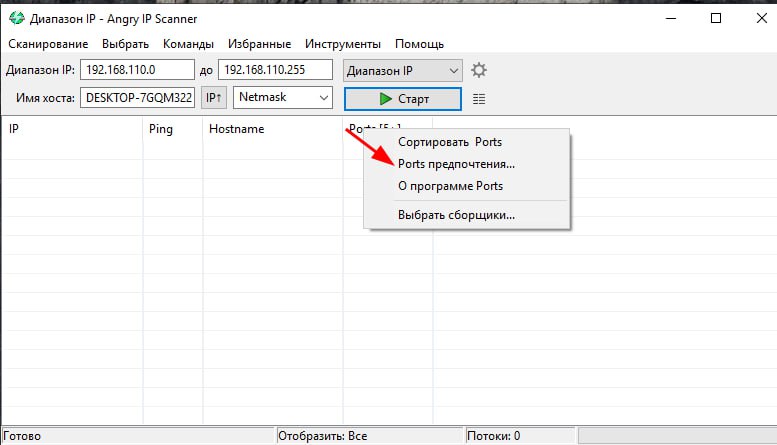 Диапазон IP - Angry IP Scanner
Сканирование Выбрать Команды Избранные Инструменты Помощь
Диапазон IP: 192.168.110.0 до 192.168.110.255 Диапазон IP
Имя хоста: DESKTOP-7GQM322 IP↑ Netmask Старт
IP Ping Hostname Ports
Сортировать Ports
Ports предпочтения...
О программе Ports
Выбрать сборщики...
Готово Отобразить: Все Потоки: 0